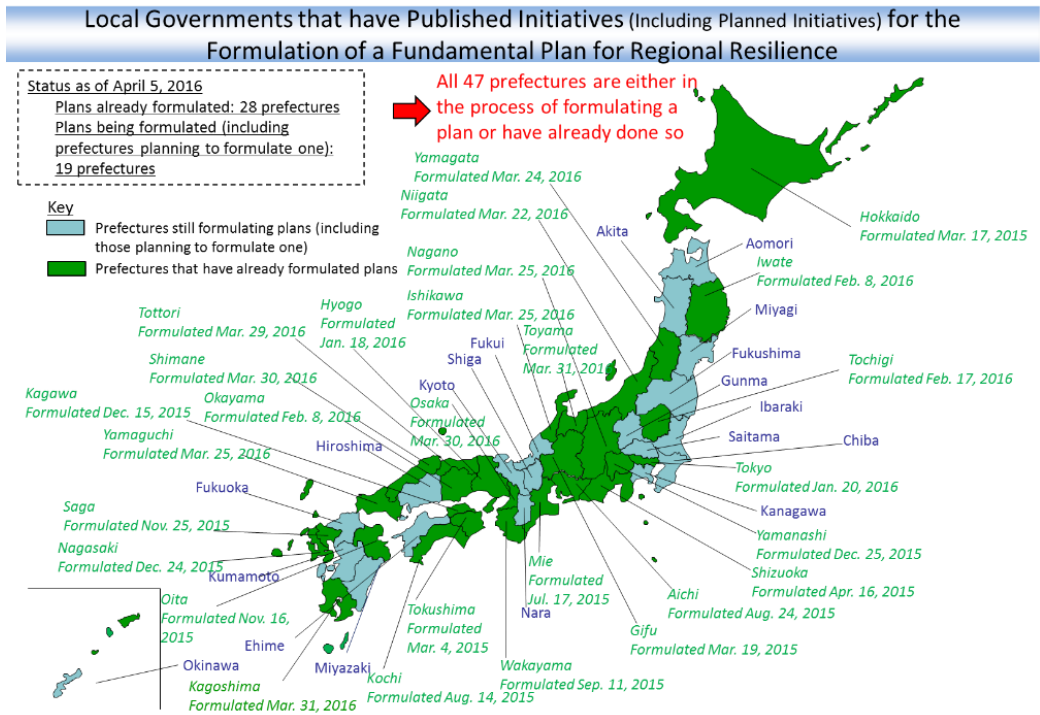 Local Governments that have Published Initiatives (Including Planned Initiatives) for the
Formulation of a Fundamental Plan for Regional Resilience
Status as of April 5, 2016
Plans already formulated: 28 prefectures
Plans being formulated (including
prefectures planning to formulate one):
19 prefectures
All 47 prefectures are either in
the process of formulating a
plan or have already done so
Key
Prefectures still formulating plans (including
those planning to formulate one)
Prefectures that have already formulated plans
Yamagata
Formulated Mar. 24, 2016
Niigata
Formulated Mar. 22, 2016
Akita
Hokkaido
Formulated Mar. 17, 2015
Aomori
Iwate
Formulated Feb. 8, 2016
Nagano
Formulated Mar. 25, 2016
Ishikawa
Formulated Mar. 25, 2016
Miyagi
Hyogo
Formulated
Jan. 18, 2016
Tottori
Formulated Mar. 29, 2016
Toyama
Formulated
Mar. 31, 2016
Fukui
Shiga
Fukushima
Tochigi
Formulated Feb. 17, 2016
Shimane
Formulated Mar. 30, 2016
Kyoto
Gunma
Kagawa
Formulated Dec. 15, 2015
Okayama
Formulated Feb. 8, 2016
Osaka
Formulated
Mar. 30, 2016
Ibaraki
Yamaguchi
Formulated Mar. 25, 2016
Hiroshima
Saitama
Chiba
Tokyo
Formulated Jan. 20, 2016
Fukuoka
Kanagawa
Saga
Formulated Nov. 25, 2015
Yamanashi
Formulated Dec. 25, 2015
Nagasaki
Formulated Dec. 24, 2015
Kumamoto
Mie
Formulated
Jul. 17, 2015
Shizuoka
Formulated Apr. 16, 2015
Oita
Formulated Nov. 16,
2015
Aichi
Formulated Aug. 24, 2015
Tokushima
Formulated
Mar. 4, 2015
Nara
Gifu
Formulated Mar. 19, 2015
Ehime
Okinawa
Miyazaki
Wakayama
Formulated Sep. 11, 2015
Kochi
Formulated Aug. 14, 2015
Kagoshima
Formulated Mar. 31, 2016